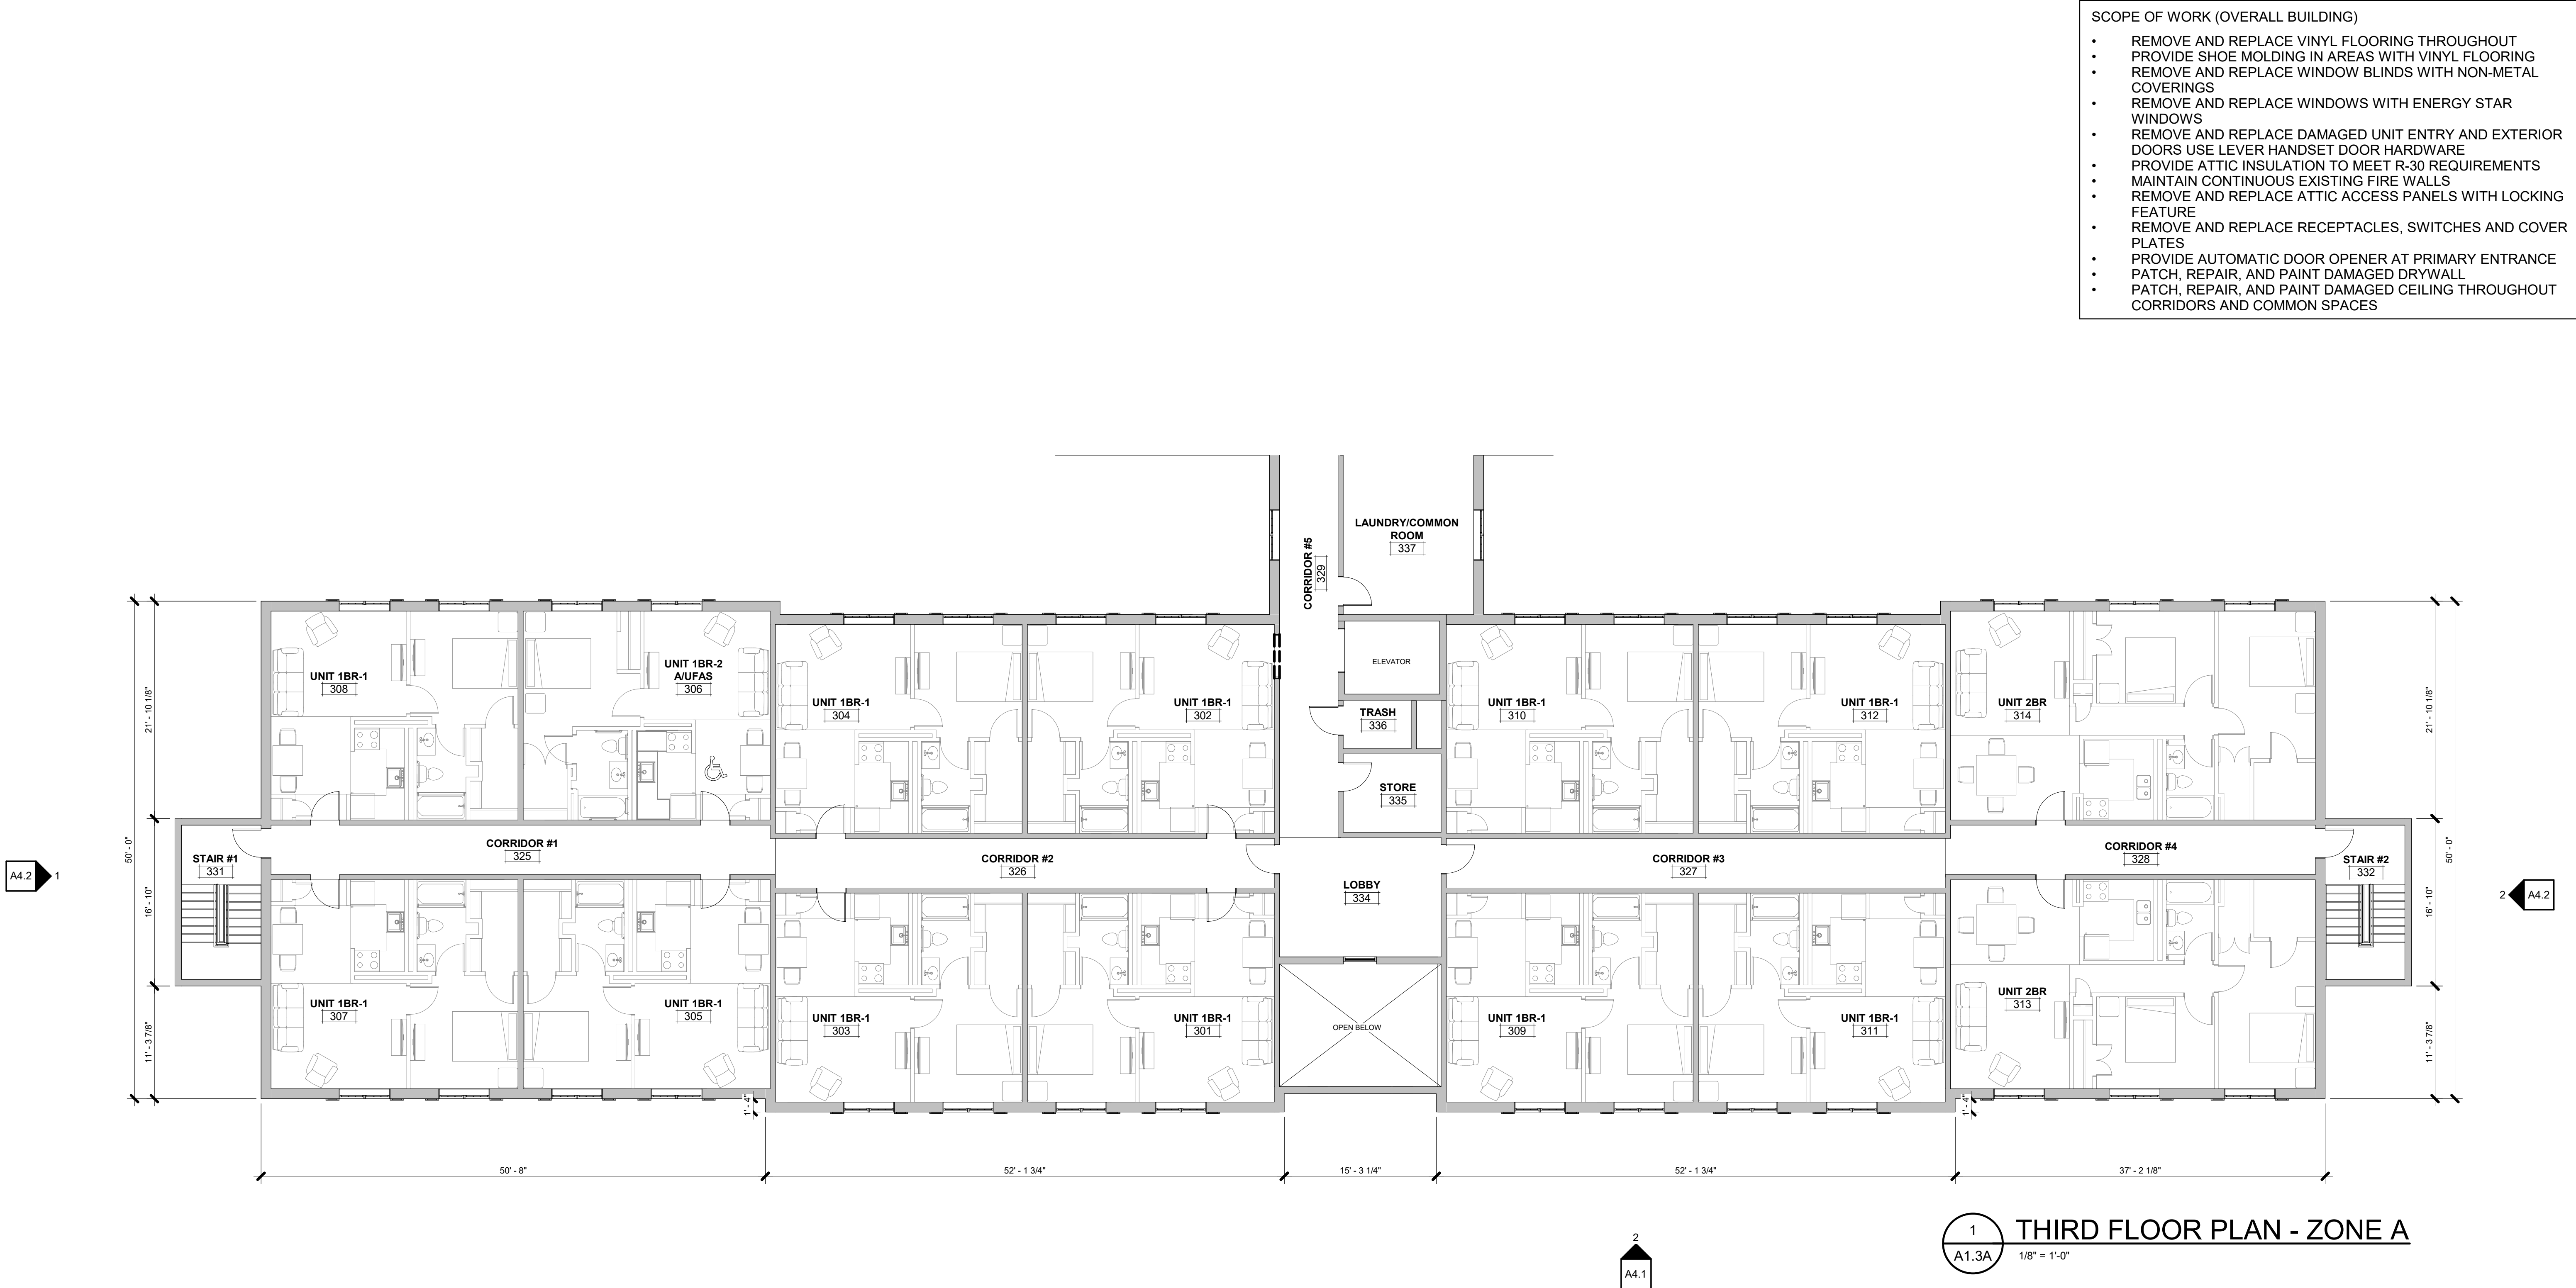 SCOPE OF WORK (OVERALL BUILDING)
• REMOVE AND REPLACE VINYL FLOORING THROUGHOUT
• PROVIDE SHOE MOLDING IN AREAS WITH VINYL FLOORING
• REMOVE AND REPLACE WINDOW BLINDS WITH NON-METAL
COVERINGS
• REMOVE AND REPLACE WINDOWS WITH ENERGY STAR
WINDOWS
• REMOVE AND REPLACE DAMAGED UNIT ENTRY AND EXTERIOR
DOORS USE LEVER HANDSET DOOR HARDWARE
• PROVIDE ATTIC INSULATION TO MEET R-30 REQUIREMENTS
• MAINTAIN CONTINUOUS EXISTING FIRE WALLS
• REMOVE AND REPLACE ATTIC ACCESS PANELS WITH LOCKING
FEATURE
• REMOVE AND REPLACE RECEPTACLES, SWITCHES AND COVER
PLATES
• PROVIDE AUTOMATIC DOOR OPENER AT PRIMARY ENTRANCE
• PATCH, REPAIR, AND PAINT DAMAGED DRYWALL
• PATCH, REPAIR, AND PAINT DAMAGED CEILING THROUGHOUT
CORRIDORS AND COMMON SPACES
CORRIDOR #5
329
LAUNDRY/COMMON
ROOM
337
UNIT 1BR-1
308
UNIT 1BR-2
A/UFAS
306
UNIT 1BR-1
304
UNIT 1BR-1
302
ELEVATOR
TRASH
336
STORE
335
UNIT 1BR-1
310
UNIT 1BR-1
312
UNIT 2BR
314
21' - 10 1/8"
21' - 10 1/8"
50' - 0"
50' - 0"
16' - 10"
16' - 10"
11' - 3 7/8"
11' - 3 7/8"
A4.2
1
STAIR #1
331
CORRIDOR #1
325
CORRIDOR #2
326
LOBBY
334
CORRIDOR #3
327
CORRIDOR #4
328
STAIR #2
332
2
A4.2
UNIT 1BR-1
307
UNIT 1BR-1
305
UNIT 1BR-1
303
UNIT 1BR-1
301
OPEN BELOW
UNIT 1BR-1
309
UNIT 1BR-1
311
UNIT 2BR
313
1' - 4"
1' - 4"
50' - 8"
52' - 1 3/4"
15' - 3 1/4"
52' - 1 3/4"
37' - 2 1/8"
2
A4.1
1
A1.3A
THIRD FLOOR PLAN - ZONE A
1/8" = 1'-0"